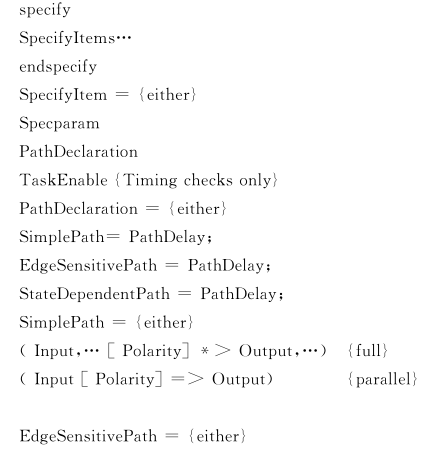 specify
SpecifyItems…
endspecify
SpecifyItem = {either}
Specparam
PathDeclaration
TaskEnable {Timing checks only}
PathDeclaration = {either}
SimplePath= PathDelay;
EdgeSensitivePath = PathDelay;
StateDependentPath = PathDelay;
SimplePath = {either}
( Input,… [ Polarity] *> Output,…) {full}
( Input [ Polarity] => Output) {parallel}
EdgeSensitivePath = {either}